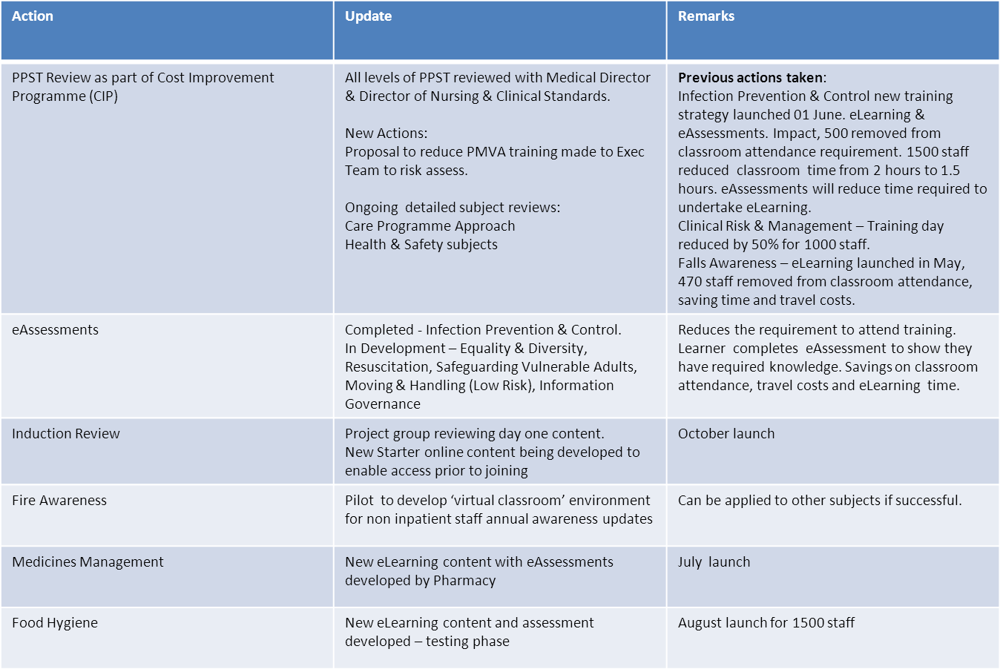 Action
Update
Remarks
PPST Review as part of Cost Improvement
Programme (CIP)
All levels of PPST reviewed with Medical Director
& Director of Nursing & Clinical Standards.
New Actions:
Proposal to reduce PMVA training made to Exec
Team to risk assess.
Ongoing detailed subject reviews:
Care Programme Approach
Health & Safety subjects
Previous actions taken:
Infection Prevention & Control new training
strategy launched 01 June. eLearning &
eAssessments. Impact, 500 removed from
classroom attendance requirement. 1500 staff
reduced classroom time from 2 hours to 1.5
hours. eAssessments will reduce time required to
undertake eLearning.
Clinical Risk & Management – Training day
reduced by 50% for 1000 staff.
Falls Awareness – eLearning launched in May,
470 staff removed from classroom attendance,
saving time and travel costs.
eAssessments
Completed - Infection Prevention & Control.
In Development – Equality & Diversity,
Resuscitation, Safeguarding Vulnerable Adults,
Moving & Handling (Low Risk), Information
Governance
Reduces the requirement to attend training.
Learner completes eAssessment to show they
have required knowledge. Savings on classroom
attendance, travel costs and eLearning time.
Induction Review
Project group reviewing day one content.
New Starter online content being developed to
enable access prior to joining
October launch
Fire Awareness
Pilot to develop ‘virtual classroom’ environment
for non inpatient staff annual awareness updates
Can be applied to other subjects if successful.
Medicines Management
New eLearning content with eAssessments
developed by Pharmacy
July launch
Food Hygiene
New eLearning content and assessment
developed – testing phase
August launch for 1500 staff